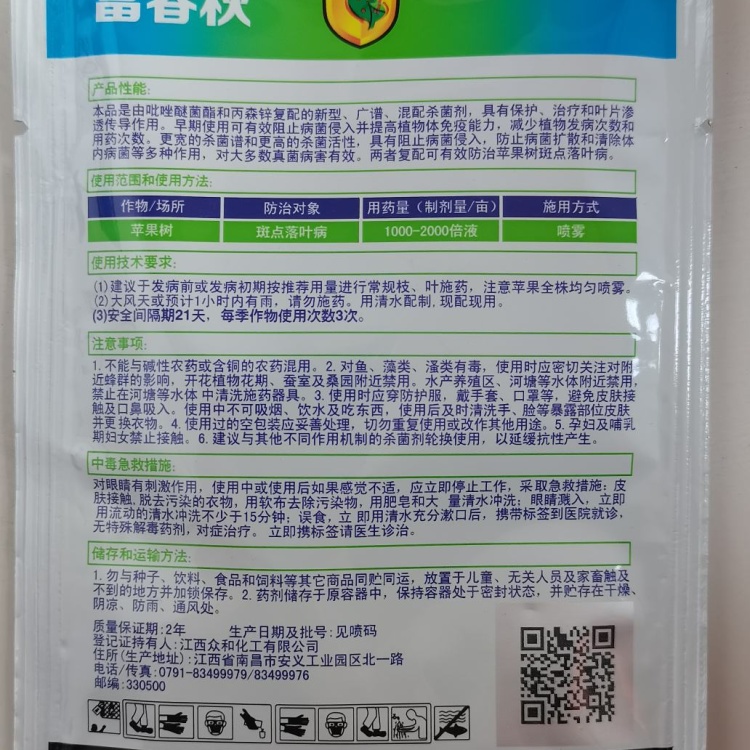 富春秋
产品性能:
本品是由吡唑醚菌酯和丙森锌复配的新型、广谱、混配杀菌剂，具有保护、治疗和叶片渗
透传导作用。早期使用可有效阻止病菌侵入并提高植物体免疫能力，减少植物发病次数和
用药次数。更宽的杀菌谱和更高的杀菌活性，具有阻止病菌侵入，防止病菌扩散和清除体
内病菌等多种作用，对大多数真菌病害有效。两者复配可有效防治苹果树斑点落叶病。
使用范围和使用方法:
作物/场所 防治对象 用药量（制剂量/亩） 施用方式
苹果树 斑点落叶病 1000-2000倍液 喷雾
使用技术要求:
(1)建议于发病前或发病初期按推荐用量进行常规枝、叶施药，注意苹果全株均匀喷雾。
(2)大风天或预计1小时内有雨，请勿施药。用清水配制，现配现用。
(3)安全间隔期21天，每季作物使用次数3次。
注意事项:
1.不能与碱性农药或含铜的农药混用。2.对鱼、藻类、溞类有毒，使用时应密切关注对附
近蜂群的影响，开花植物花期、蚕室及桑园附近禁用。水产养殖区、河塘等水体附近禁用，
禁止在河塘等水体 中清洗施药器具。3.使用时应穿防护服，戴手套、口罩等，避免皮肤接
触及口鼻吸入。使用中不可吸烟、饮水及吃东西，使用后及时清洗手、脸等暴露部位皮肤
并更换衣物。4.使用过的空包装应妥善处理，切勿重复使用或改作其他用途。5.孕妇及哺乳
期妇女禁止接触。6.建议与其他不同作用机制的杀菌剂轮换使用，以延缓抗性产生。
中毒急救措施:
对眼睛有刺激作用，使用中或使用后如果感觉不适，应立即停止工作，采取急救措施：皮
肤接触,脱去污染的衣物，用软布去除污染物，用肥皂和大 量清水冲洗；眼睛溅入，立即
用流动的清水冲洗不少于15分钟；误食，立 即用清水充分漱口后，携带标签到医院就诊，
无特殊解毒药剂，对症治疗。 立即携标签请医生诊治。
储存和运输方法:
1.勿与种子、饮料、食品和饲料等其它商品同贮同运，放置于儿童、无关人员及家畜触及
不到的地方并加锁保存。2.药剂储存于原容器中，保持容器处于密封状态，并贮存在干燥、
阴凉、防雨、通风处。
质量保证期:2年 生产日期及批号:见喷码
登记证持有人:江西众和化工有限公司
住所(生产地址):江西省南昌市安义工业园区北一路
电话/传真:0791-83499979/83499976
邮编:330500